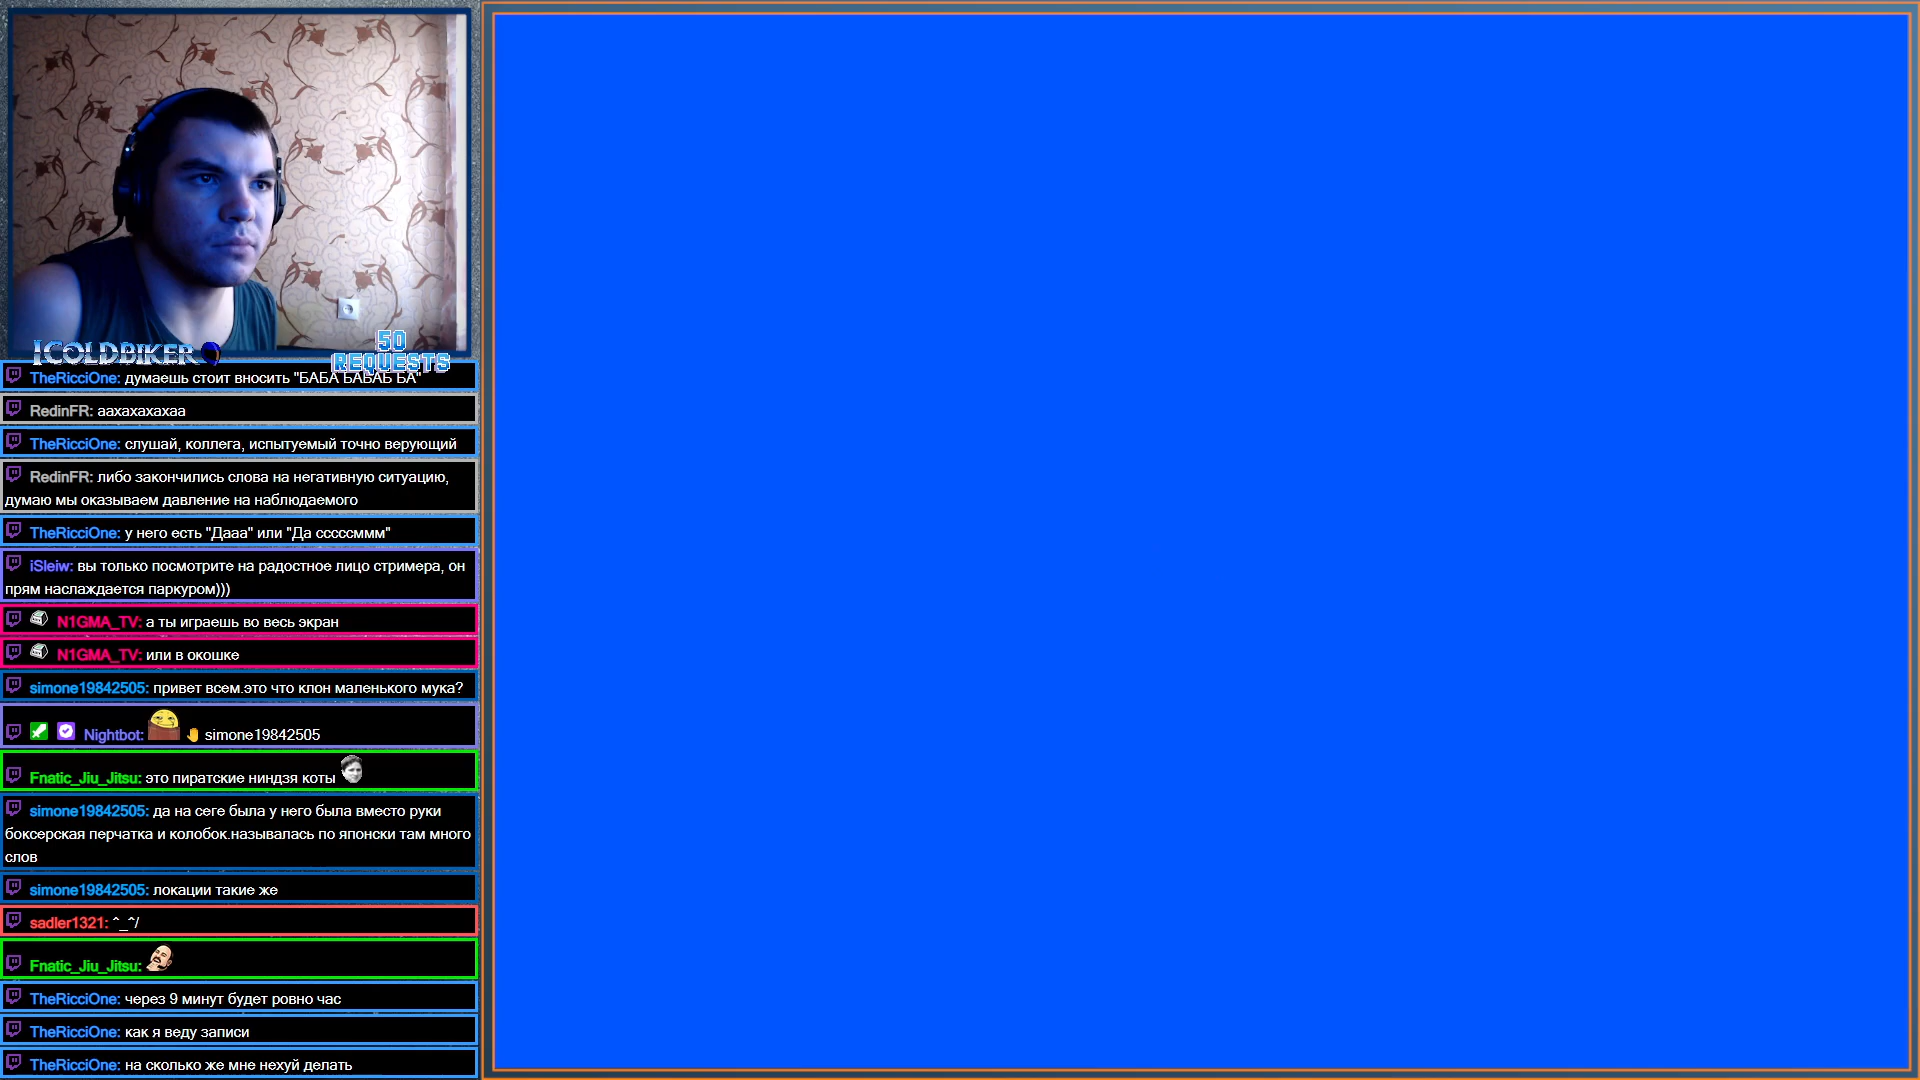 ICOLDBIKER
50
REQUESTS
TheRicciOne: думаешь стоит вносить "БАБА БАБАБ БА"
RedinFR: аахахахахаа
TheRicciOne: слушай, коллега, испытуемый точно верующий
RedinFR: либо закончились слова на негативную ситуацию,
думаю мы оказываем давление на наблюдаемого
TheRicciOne: у него есть "Дааа" или "Да сссссммм"
iSleiw: вы только посмотрите на радостное лицо стримера, он
прям наслаждается паркуром)))
N1GMA_TV: а ты играешь во весь экран
N1GMA_TV: или в окошке
simone19842505: привет всем.это что клон маленького мука?
Nightbot: simone19842505
Fnatic_Jiu_Jitsu: это пиратские ниндзя коты
simone19842505: да на сеге была у него была вместо руки
боксерская перчатка и колобок.называлась по японски там много
слов
simone19842505: локации такие же
sadler1321: ^_^/
Fnatic_Jiu_Jitsu:
TheRicciOne: через 9 минут будет ровно час
TheRicciOne: как я веду записи
TheRicciOne: на сколько же мне нехуй делать